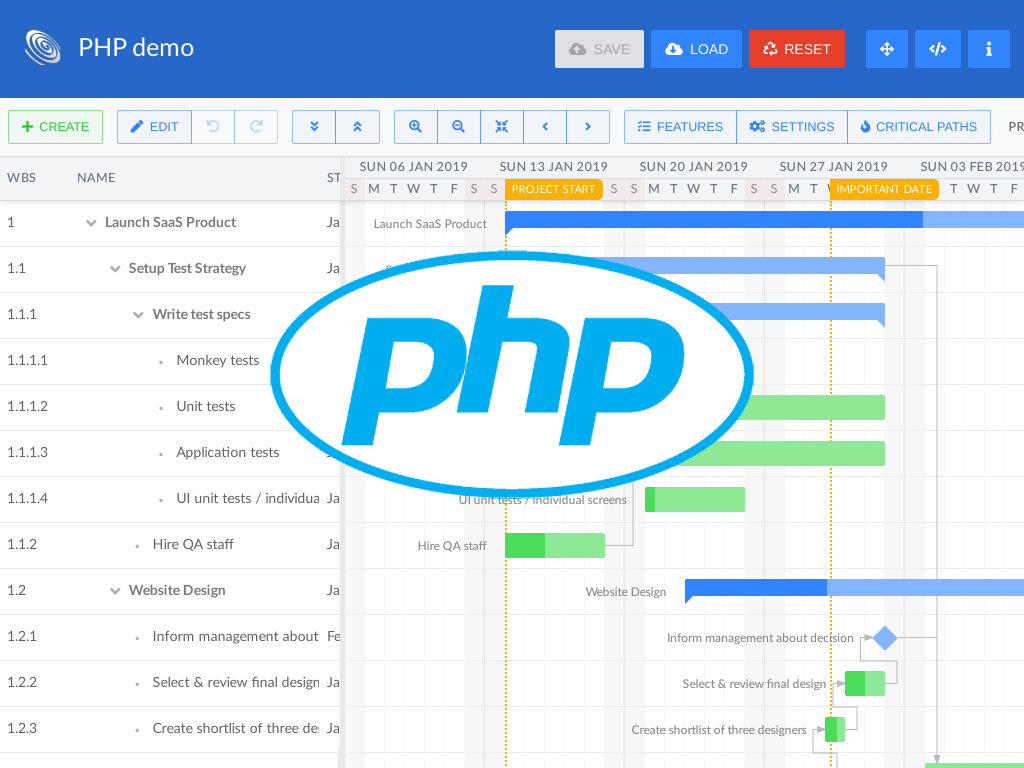 PHP demo
SAVE
LOAD
RESET
CREATE
EDIT
FEATURES
SETTINGS
CRITICAL PATHS
PR
WBS NAME ST
SUN 06 JAN 2019 SUN 13 JAN 2019 SUN 20 JAN 2019 SUN 27 JAN 2019 SUN 03 FEB 2019
S M T W T F S S PROJECT START S S M T W T F S S M T IMPORTANT DATE T W T F
1 Launch SaaS Product Ja
Launch SaaS Product
1.1 Setup Test Strategy Ja
1.1.1 Write test specs
1.1.1.1 Monkey tests
1.1.1.2 Unit tests
1.1.1.3 Application tests
php
1.1.1.4 UI unit tests / individua Ja
UI unit tests / individual screens
1.1.2 Hire QA staff Ja
Hire QA staff
1.2 Website Design Ja
Website Design
1.2.1 Inform management about Fe
Inform management about decision
1.2.2 Select & review final design Ja
Select & review final design
1.2.3 Create shortlist of three de Ja
Create shortlist of three designers